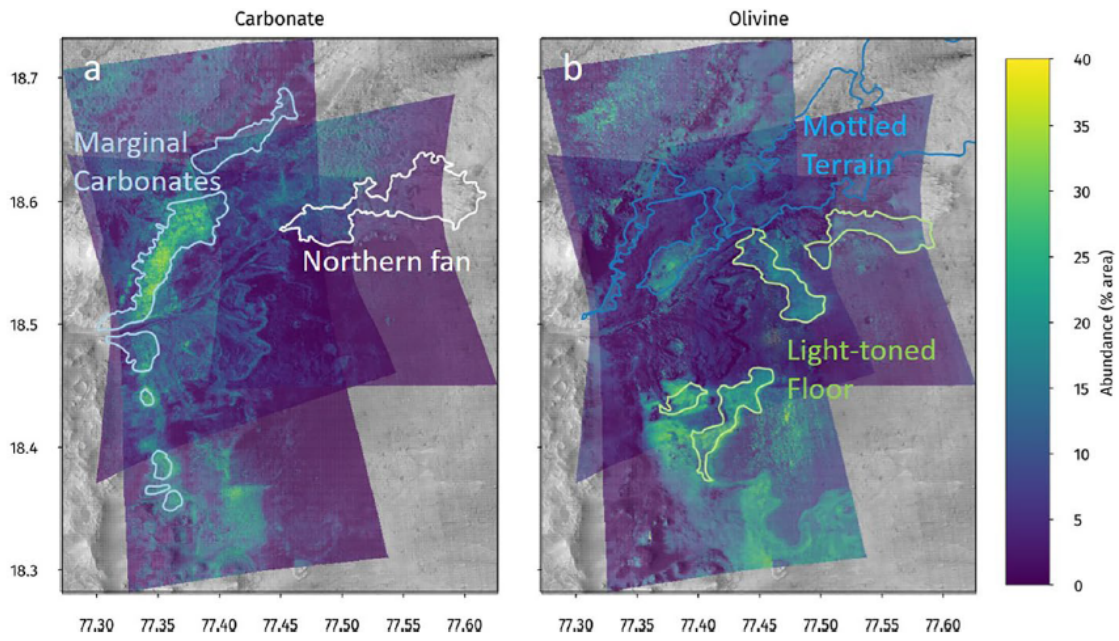 Carbonate
Olivine
a
b
Marginal
Carbonates
Northern fan
Mottled
Terrain
Light-toned
Floor
18.7
18.6
18.5
18.4
18.3
77.30 77.35 77.40 77.45 77.50 77.55 77.60
77.30 77.35 77.40 77.45 77.50 77.55 77.60
40
35
30
25
20
15
10
5
0
Abundance (% area)